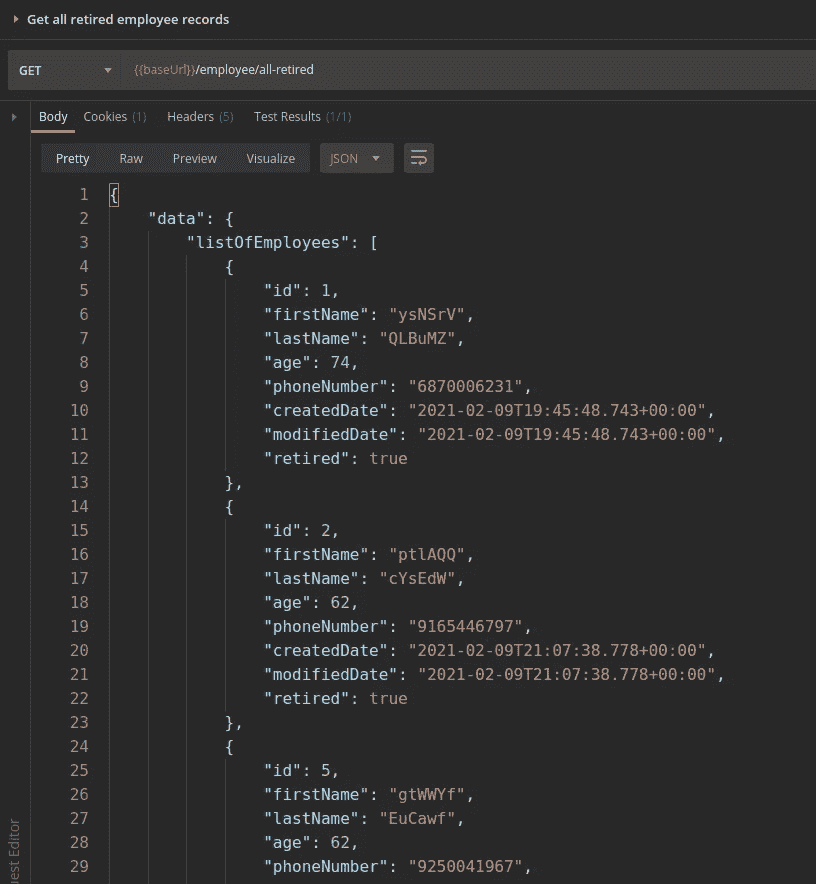 Get all retired employee records
GET {{baseUrl}}/employee/all-retired
Body Cookies (1) Headers (5) Test Results (1/1)
Pretty Raw Preview Visualize JSON
1 {
2 "data": {
3 "listOfEmployees": [
4 {
5 "id": 1,
6 "firstName": "ysNSrV",
7 "lastName": "QLBuMZ",
8 "age": 74,
9 "phoneNumber": "6870006231",
10 "createdDate": "2021-02-09T19:45:48.743+00:00",
11 "modifiedDate": "2021-02-09T19:45:48.743+00:00",
12 "retired": true
13 },
14 {
15 "id": 2,
16 "firstName": "ptlAQQ",
17 "lastName": "cYsEdW",
18 "age": 62,
19 "phoneNumber": "9165446797",
20 "createdDate": "2021-02-09T21:07:38.778+00:00",
21 "modifiedDate": "2021-02-09T21:07:38.778+00:00",
22 "retired": true
23 },
24 {
25 "id": 5,
26 "firstName": "gtWWYf",
27 "lastName": "EuCawf",
28 "age": 62,
29 "phoneNumber": "9250041967",
Editor